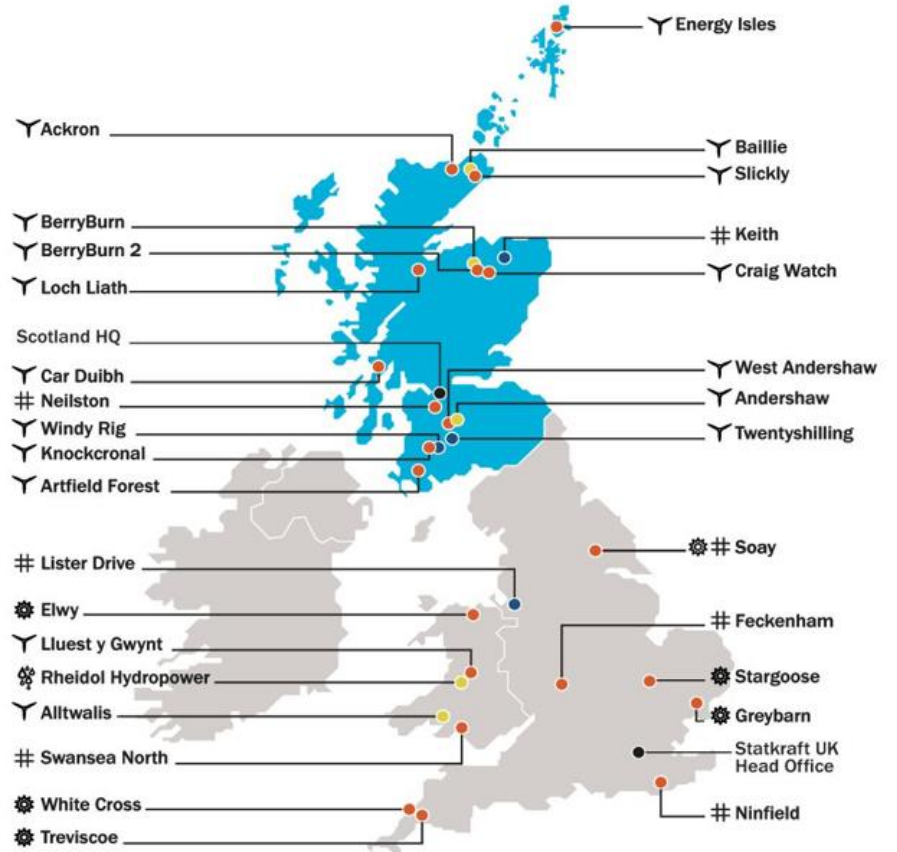 Energy Isles
Ackron
Baillie
Slickly
BerryBurn
Keith
BerryBurn 2
Craig Watch
Loch Liath
Scotland HQ
West Andershaw
Car Duibh
Andershaw
Neilston
Windy Rig
Twentyshilling
Knockcronal
Artfield Forest
Soay
Lister Drive
Elwy
Feckenham
Lluest y Gwynt
Rheidol Hydropower
Stargoose
Alltwalis
Greybarn
Swansea North
Statkraft UK
Head Office
White Cross
Ninfield
Treviscoe